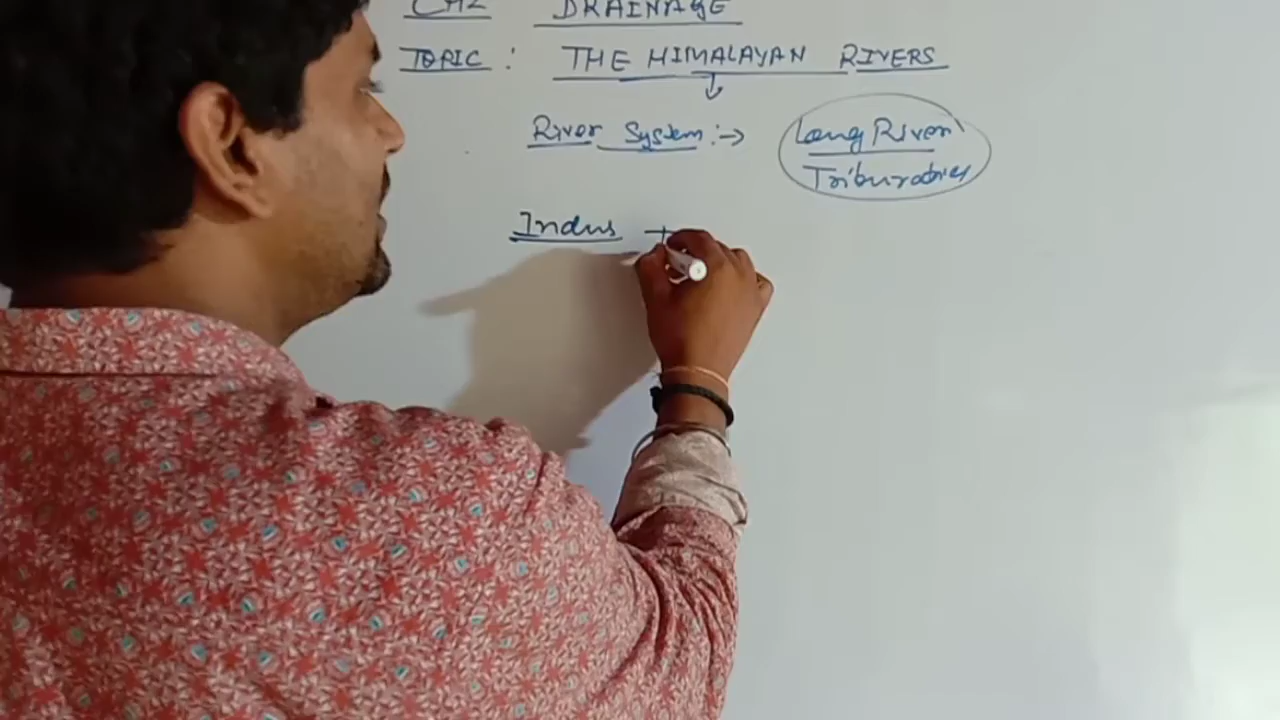 DRAINAGE
TOPIC : THE HIMALAYAN RIVERS
River System :→ Long River
Tributaries
Indus +